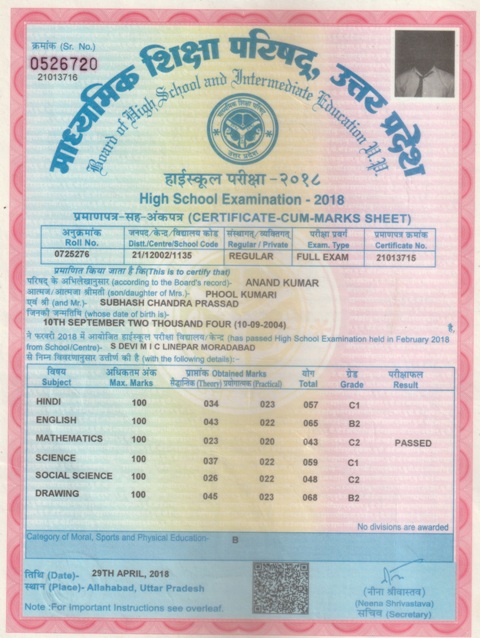 क्रमांक (Sr. No.)
0526720
21013716
माध्यमिक शिक्षा परिषद्, उत्तर प्रदेश
Board of High School and Intermediate Education U.P.
हाईस्कूल परीक्षा -२०१८
High School Examination - 2018
प्रमाणपत्र-सह-अंकपत्र (CERTIFICATE-CUM-MARKS SHEET)
अनुक्रमांक जनपद/केन्द्र/विद्यालय कोड संस्थागत/व्यक्तिगत परीक्षा प्रवर्ग प्रमाणपत्र क्रमांक
Roll No. Distt./Centre/School Code Regular / Private Exam. Type Certificate No.
0725276 21/12002/1135 REGULAR FULL EXAM 21013715
प्रमाणित किया जाता है कि(This is to certify that) ANAND KUMAR
परिषद् के अभिलेखानुसार (according to the Board's record)- PHOOL KUMARI
आत्मज/आत्मजा श्रीमती (son/daughter of Mrs.)-
एवं श्री (and Mr.)- SUBHASH CHANDRA PRASSAD
जिनकी जन्मतिथि (whose date of birth is)-
10TH SEPTEMBER TWO THOUSAND FOUR (10-09-2004) है,
ने फरवरी 2018 में आयोजित हाईस्कूल परीक्षा विद्यालय/केन्द्र (has passed High School Examination held in February 2018
from School/Centre)- S DEVI M I C LINEPAR MORADABAD
से निम्न विवरणानुसार उत्तीर्ण की है (with the following details):-
विषय अधिकतम अंक प्राप्तांक Obtained Marks योग ग्रेड परीक्षाफल
Subject Max. Marks सैद्धान्तिक (Theory) प्रयोगात्मक (Practical) Total Grade Result
HINDI 100 034 023 057 C1
ENGLISH 100 043 022 065 B2
MATHEMATICS 100 023 020 043 C2 PASSED
SCIENCE 100 037 022 059 C1
SOCIAL SCIENCE 100 026 022 048 C2
DRAWING 100 045 023 068 B2
No divisions are awarded
Category of Moral, Sports and Physical Education- B
तिथि (Date)- 29TH APRIL, 2018
स्थान (Place)- Allahabad, Uttar Pradesh
(नीना श्रीवास्तव)
(Neena Shrivastava)
सचिव (Secretary)
Note :For Important Instructions see overleaf.